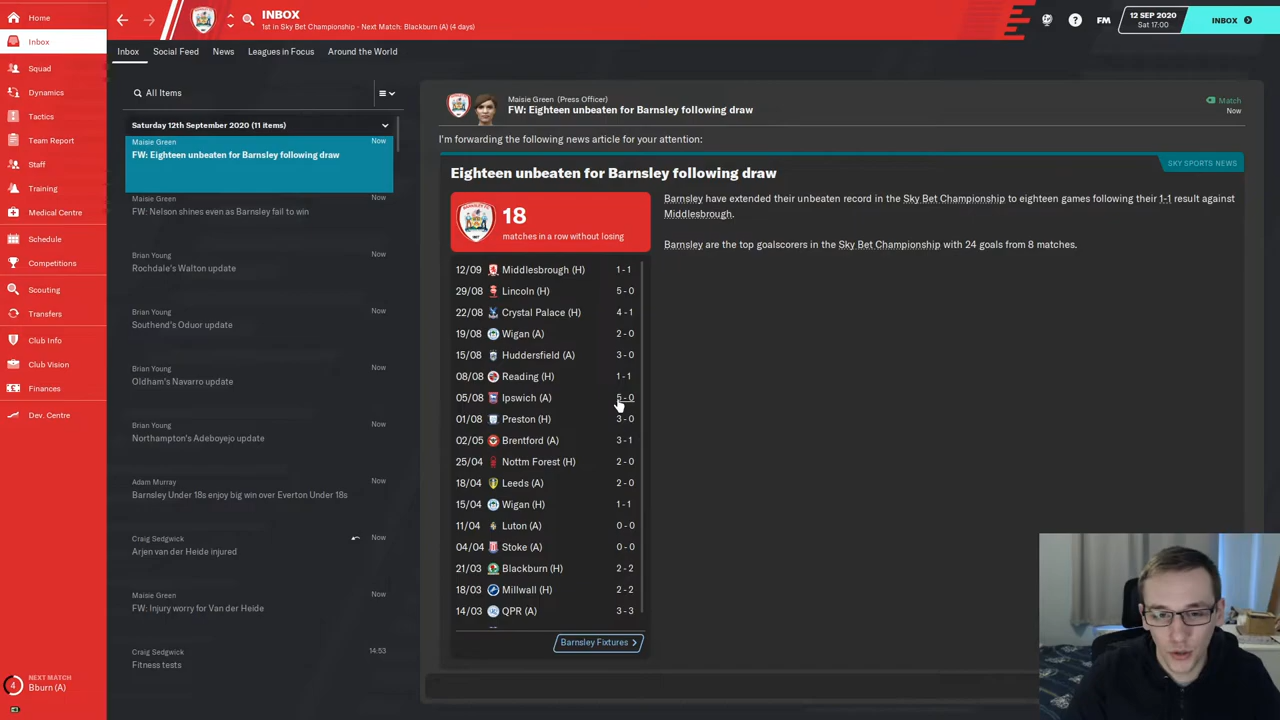 Home
Inbox
Squad
Dynamics
Tactics
Team Report
Staff
Training
Medical Centre
Schedule
Competitions
Scouting
Transfers
Club Info
Club Vision
Finances
Dev. Centre
4
NEXT MATCH
Bburn (A)
INBOX
1st in Sky Bet Championship • Next Match: Blackburn (A) (4 days)
?
FM
12 SEP 2020
Sat 17:00
INBOX
Inbox
Social Feed
News
Leagues in Focus
Around the World
All Items
Saturday 12th September 2020 (11 items)
Maisie Green
Now
FW: Eighteen unbeaten for Barnsley following draw
Maisie Green
Now
FW: Nelson shines even as Barnsley fail to win
Brian Young
Now
Rochdale's Walton update
Brian Young
Now
Southend's Oduor update
Brian Young
Now
Oldham's Navarro update
Brian Young
Now
Northampton's Adeboyejo update
Adam Murray
Now
Barnsley Under 18s enjoy big win over Everton Under 18s
Craig Sedgwick
Now
Arjen van der Heide injured
Maisie Green
Now
FW: Injury worry for Van der Heide
Craig Sedgwick
14:53
Fitness tests
Maisie Green (Press Officer)
FW: Eighteen unbeaten for Barnsley following draw
Match
Now
I'm forwarding the following news article for your attention:
SKY SPORTS NEWS
Eighteen unbeaten for Barnsley following draw
18
matches in a row without losing
12/09 Middlesbrough (H) 1 - 1
29/08 Lincoln (H) 5 - 0
22/08 Crystal Palace (H) 4 - 1
19/08 Wigan (A) 2 - 0
15/08 Huddersfield (A) 3 - 0
08/08 Reading (H) 1 - 1
05/08 Ipswich (A) 5 - 0
01/08 Preston (H) 3 - 0
02/05 Brentford (A) 3 - 1
25/04 Nottm Forest (H) 2 - 0
18/04 Leeds (A) 2 - 0
15/04 Wigan (H) 1 - 1
11/04 Luton (A) 0 - 0
04/04 Stoke (A) 0 - 0
21/03 Blackburn (H) 2 - 2
18/03 Millwall (H) 2 - 2
14/03 QPR (A) 3 - 3
Barnsley Fixtures
Barnsley have extended their unbeaten record in the Sky Bet Championship to eighteen games following their 1-1 result against
Middlesbrough.
Barnsley are the top goalscorers in the Sky Bet Championship with 24 goals from 8 matches.